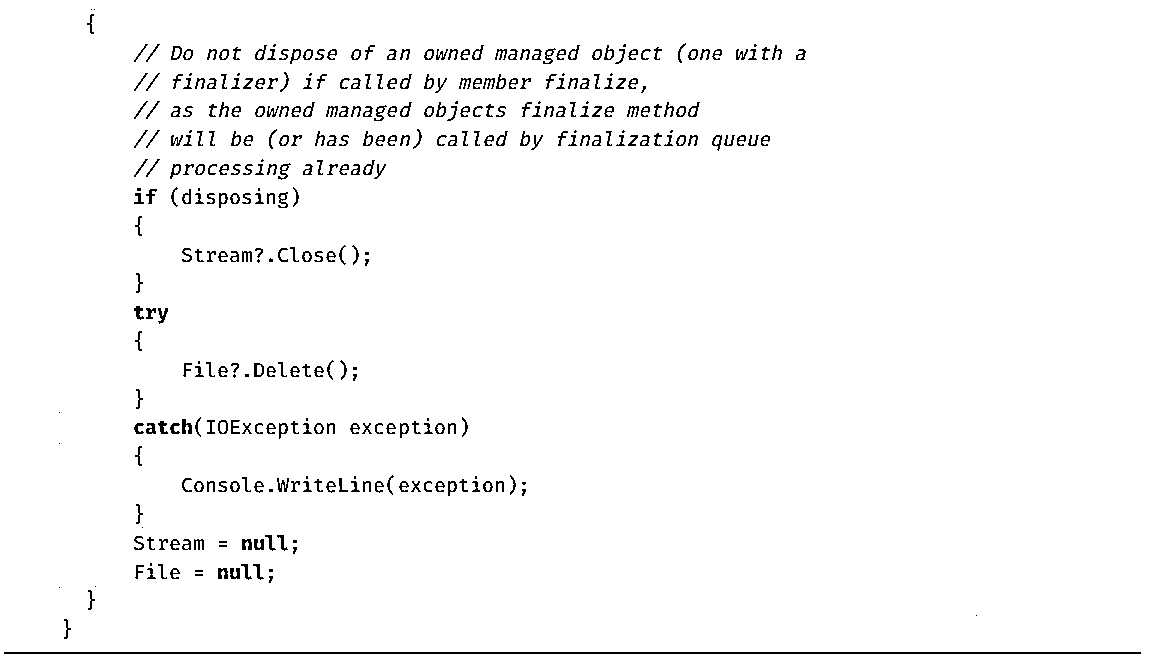 {
// Do not dispose of an owned managed object (one with a
// finalizer) if called by member finalize,
// as the owned managed objects finalize method
// will be (or has been) called by finalization queue
// processing already
if (disposing)
{
Stream?.Close();
}
try
{
File?.Delete();
}
catch(IOException exception)
{
Console.WriteLine(exception);
}
Stream = null;
File = null;
}
}